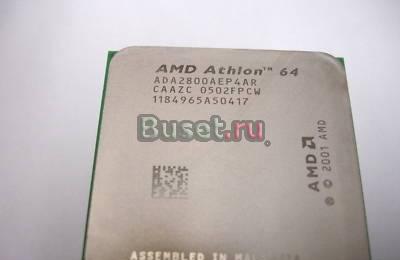 AMD Athlon™ 64
ADA2800AEP4AR
CAAZC 0502FPCW
1184965A50417
Buset.ru
AMD
© 2001 AMD
ASSEMBLED IN